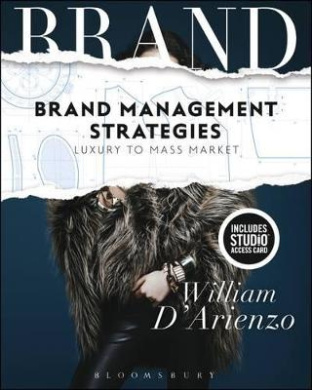 BRAND
BRAND MANAGEMENT
STRATEGIES
LUXURY TO MASS MARKET
INCLUDES
STUDIO
ACCESS CARD
William
D'Arienzo
BLOOMSBURY